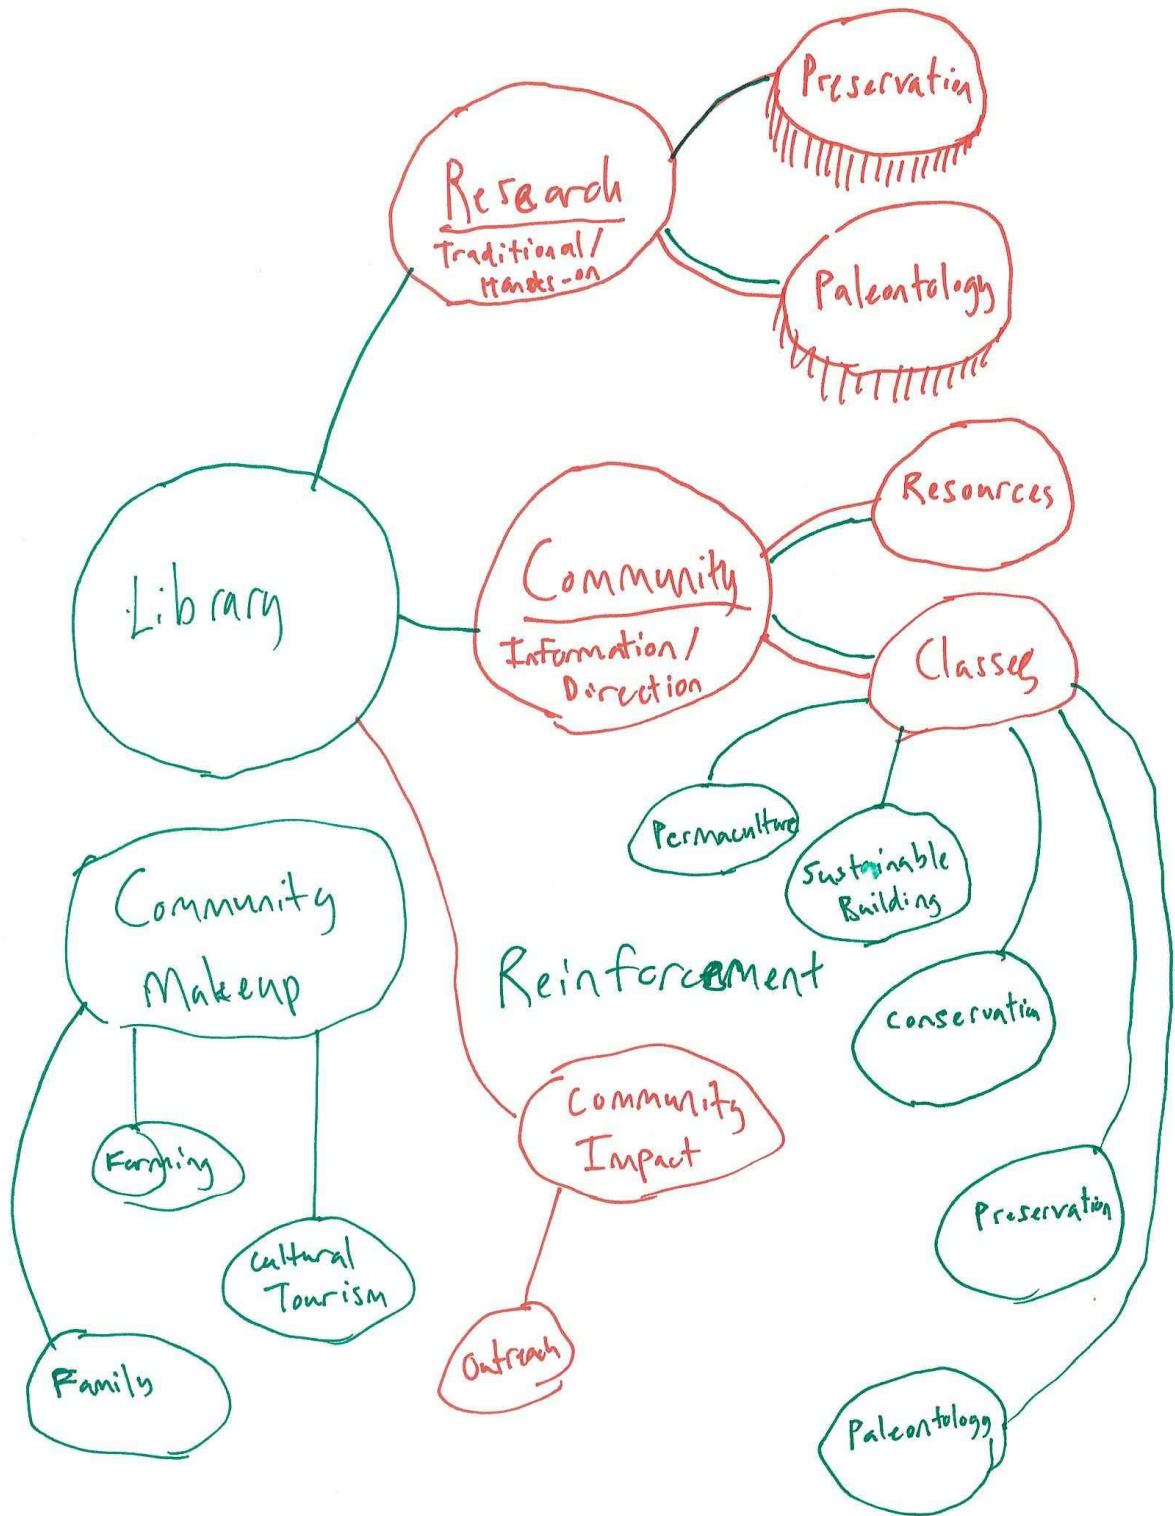 Preservation
Research
Traditional/
Hands-on
Paleontology
Resources
Community
Information/
Direction
Classes
Library
Permaculture
Sustainable
Building
Community
Makeup
Reinforcement
Conservation
Community
Impact
Farming
Preservation
Cultural
Tourism
Outreach
Family
Paleontology